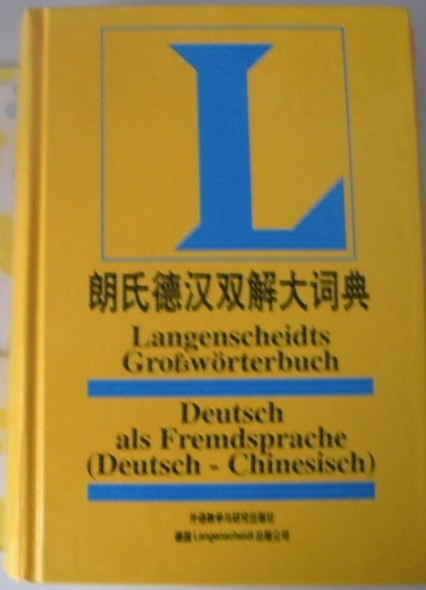 L
朗氏德汉双解大词典
Langenscheidts
Großwörterbuch
Deutsch
als Fremdsprache
(Deutsch - Chinesisch)
外语教学与研究出版社
德国 Langenscheidt 出版公司